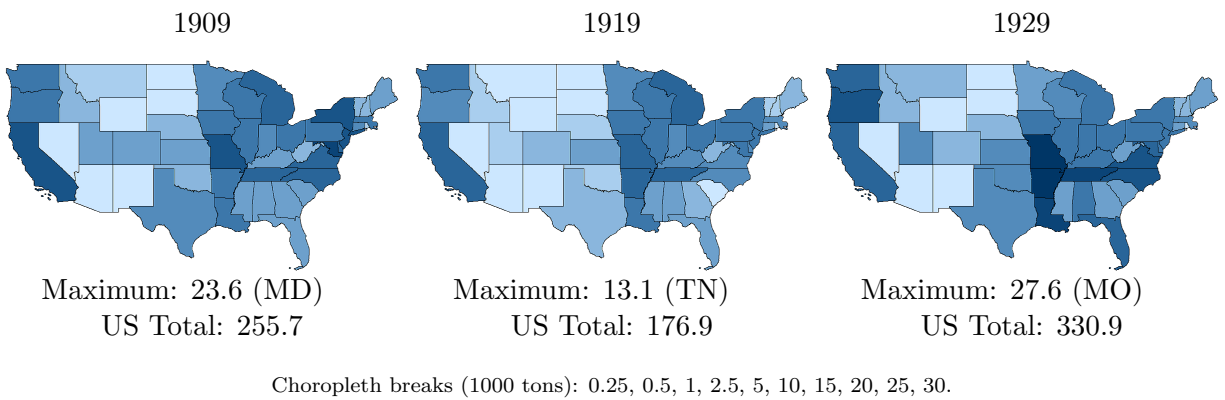 1909
1919
1929
Maximum: 23.6 (MD)
US Total: 255.7
Maximum: 13.1 (TN)
US Total: 176.9
Maximum: 27.6 (MO)
US Total: 330.9
Choropleth breaks (1000 tons): 0.25, 0.5, 1, 2.5, 5, 10, 15, 20, 25, 30.